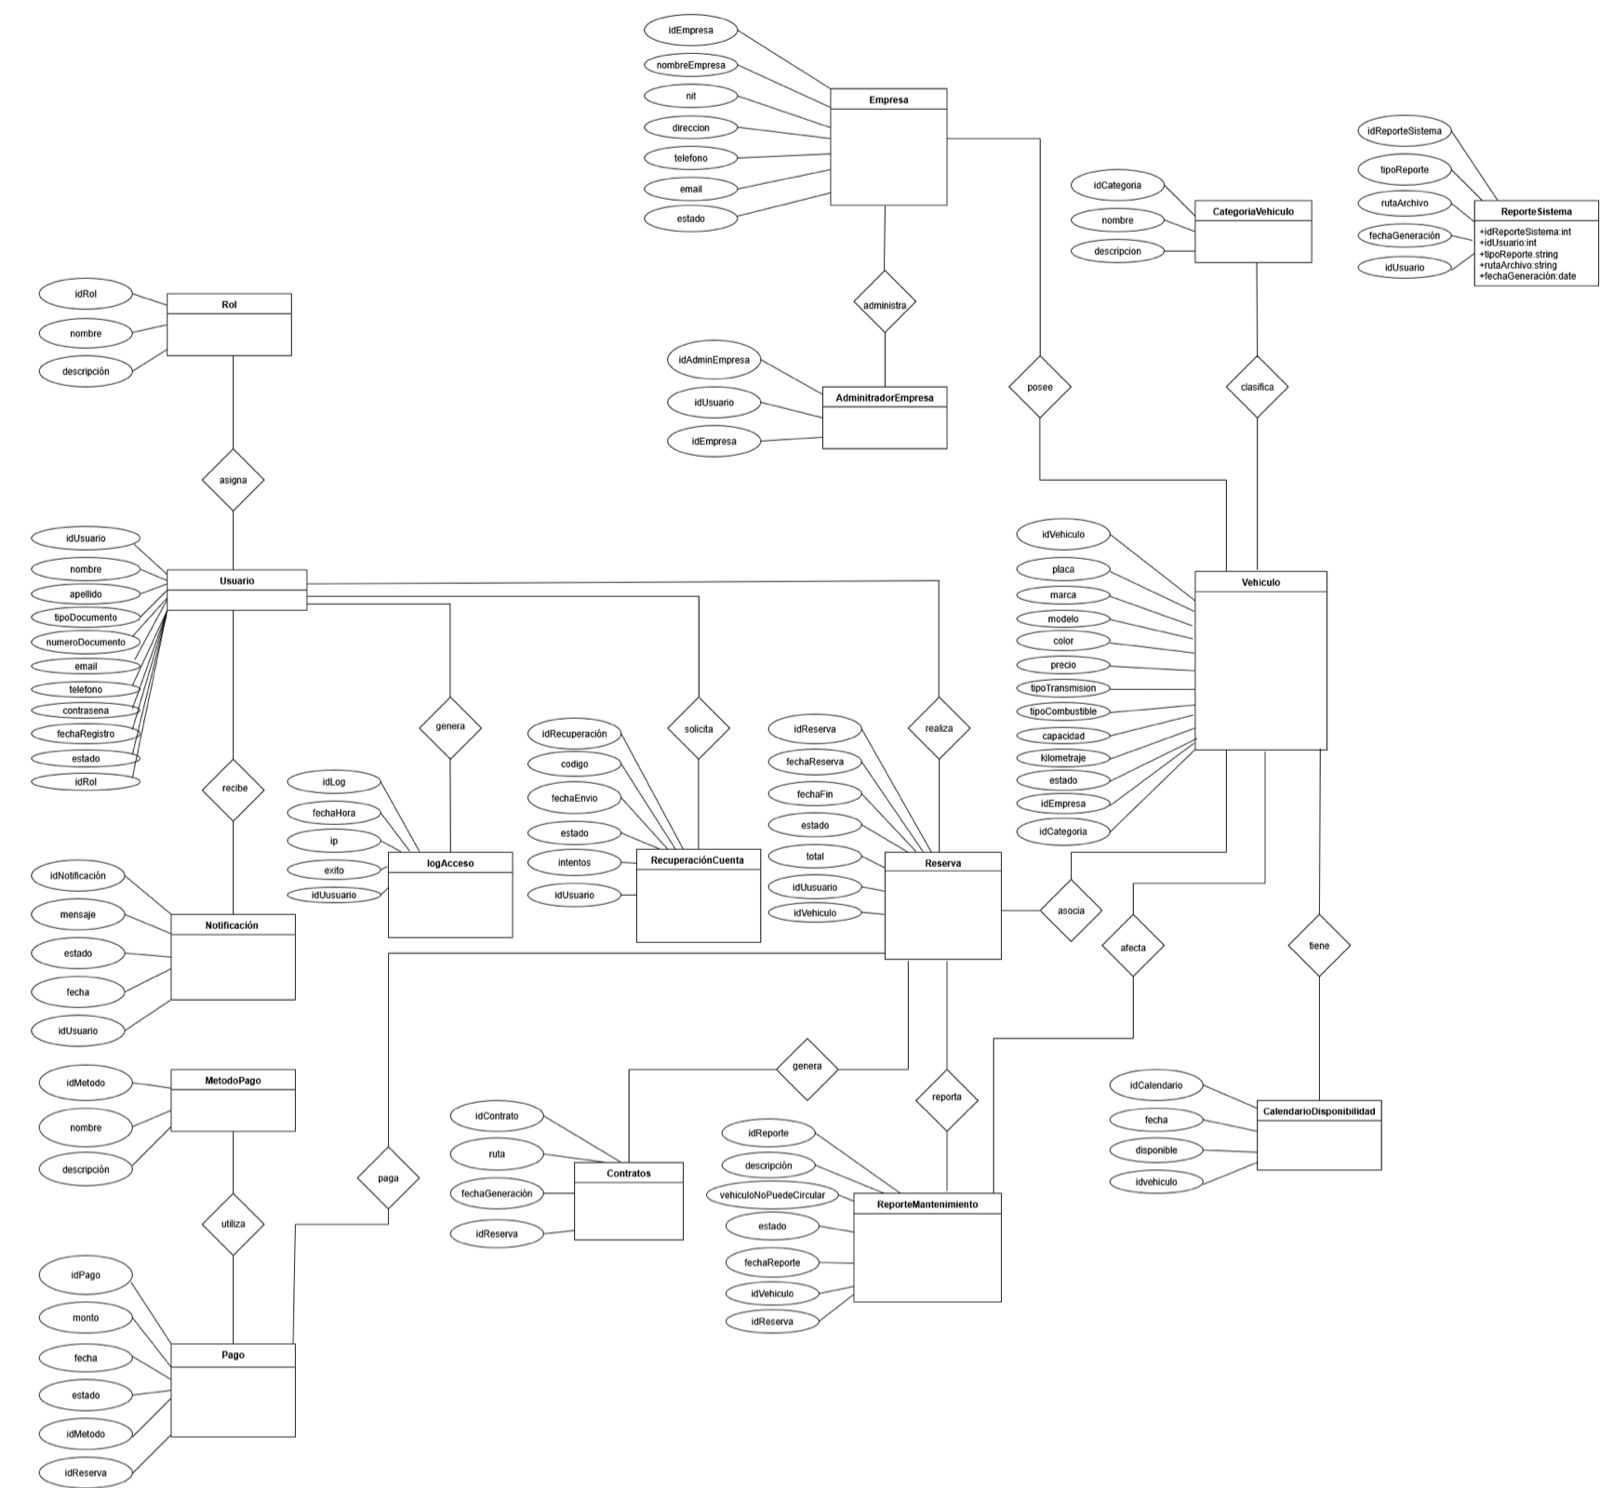 idEmpresa
nombreEmpresa
nit
direccion
telefono
email
estado
Empresa
administra
idAdminEmpresa
idUsuario
idEmpresa
AdminitradorEmpresa
posee
idCategoria
nombre
descripcion
CategoriaVehiculo
clasifica
idReporteSistema
tipoReporte
rutaArchivo
fechaGeneración
idUsuario
ReporteSistema
+idReporteSistema:int
+idUsuario:int
+tipoReporte.string
+rutaArchivo:string
+fechaGeneración:date
idRol
nombre
descripción
Rol
asigna
idUsuario
nombre
apellido
tipoDocumento
numeroDocumento
email
telefono
contrasena
fechaRegistro
estado
idRol
Usuario
recibe
genera
solicita
realiza
idVehiculo
placa
marca
modelo
color
precio
tipoTransmision
tipoCombustible
capacidad
kilometraje
estado
idEmpresa
idCategoria
Vehiculo
idLog
fechaHora
ip
exito
idUusuario
logAcceso
idRecuperación
codigo
fechaEnvio
estado
intentos
idUsuario
RecuperaciónCuenta
idReserva
fechaReserva
fechaFin
estado
total
idUusuario
idVehiculo
Reserva
asocia
afecta
tiene
idNotificación
mensaje
estado
fecha
idUsuario
Notificación
idMetodo
nombre
descripción
MetodoPago
utiliza
paga
genera
reporta
idContrato
ruta
fechaGeneración
idReserva
Contratos
idReporte
descripción
vehiculoNoPuedeCircular
estado
fechaReporte
idVehiculo
idReserva
ReporteMantenimiento
idCalendario
fecha
disponible
idvehiculo
CalendarioDisponibilidad
idPago
monto
fecha
estado
idMetodo
idReserva
Pago